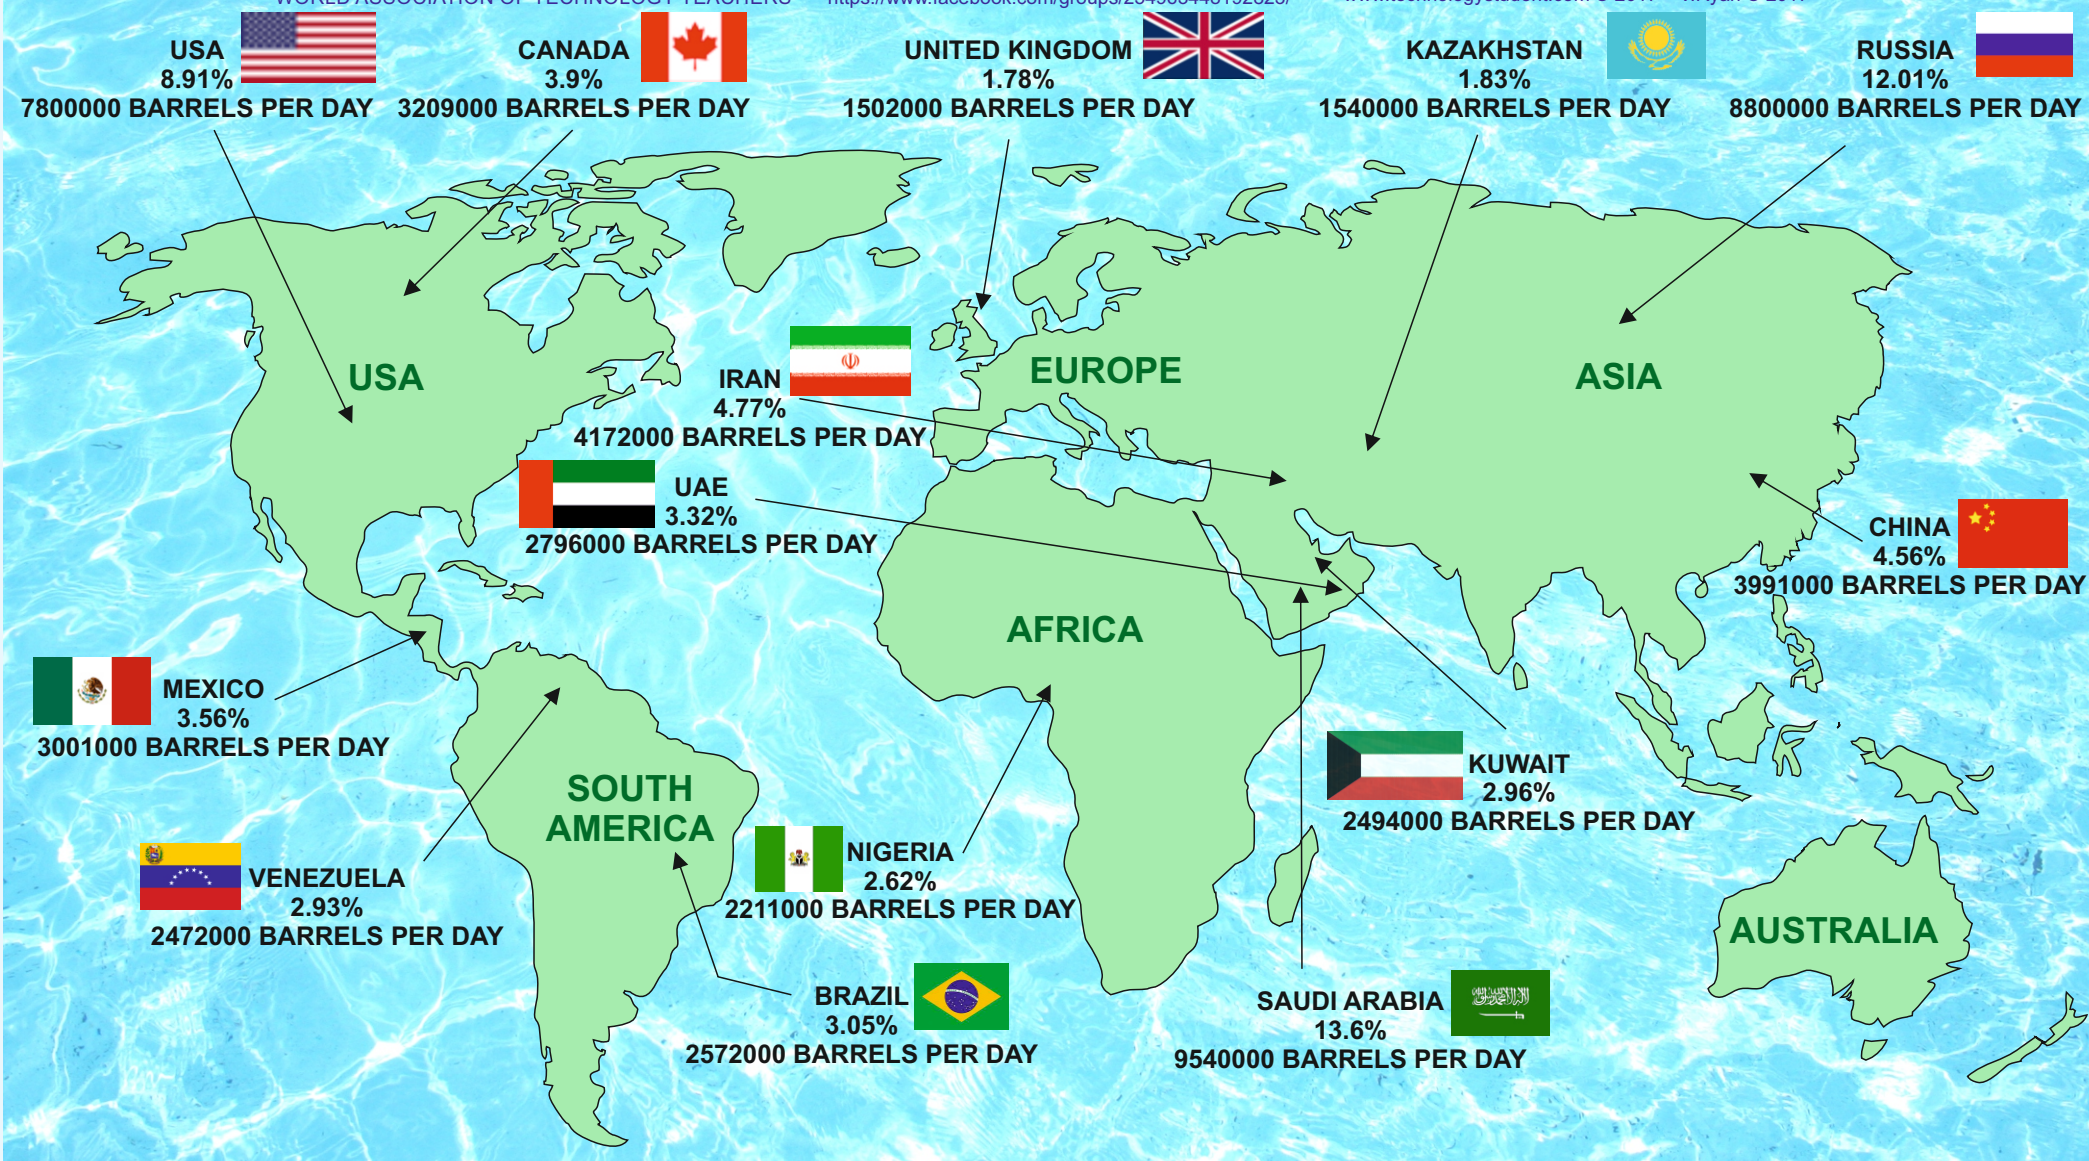 WORLD ASSOCIATION OF TECHNOLOGY TEACHERS
USA
8.91%
7800000 BARRELS PER DAY
CANADA
3.9%
3209000 BARRELS PER DAY
UNITED KINGDOM
1.78%
1502000 BARRELS PER DAY
KAZAKHSTAN
1.83%
1540000 BARRELS PER DAY
RUSSIA
12.01%
8800000 BARRELS PER DAY
USA
EUROPE
ASIA
IRAN
4.77%
4172000 BARRELS PER DAY
UAE
3.32%
2796000 BARRELS PER DAY
CHINA
4.56%
3991000 BARRELS PER DAY
AFRICA
MEXICO
3.56%
3001000 BARRELS PER DAY
SOUTH
AMERICA
KUWAIT
2.96%
2494000 BARRELS PER DAY
VENEZUELA
2.93%
2472000 BARRELS PER DAY
NIGERIA
2.62%
2211000 BARRELS PER DAY
AUSTRALIA
BRAZIL
3.05%
2572000 BARRELS PER DAY
SAUDI ARABIA
13.6%
9540000 BARRELS PER DAY